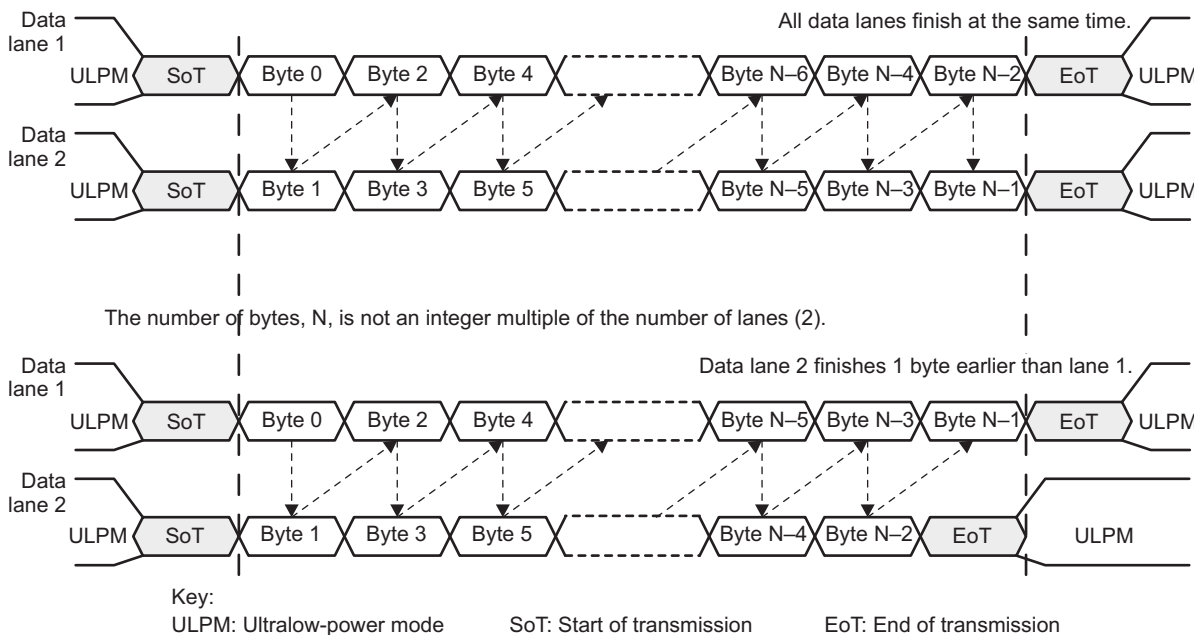 Data
lane 1
All data lanes finish at the same time.
ULPM SoT Byte 0 Byte 2 Byte 4 Byte N–6 Byte N–4 Byte N–2 EoT ULPM
Data
lane 2
ULPM SoT Byte 1 Byte 3 Byte 5 Byte N–5 Byte N–3 Byte N–1 EoT ULPM
The number of bytes, N, is not an integer multiple of the number of lanes (2).
Data
lane 1
Data lane 2 finishes 1 byte earlier than lane 1.
ULPM SoT Byte 0 Byte 2 Byte 4 Byte N–5 Byte N–3 Byte N–1 EoT ULPM
Data
lane 2
ULPM SoT Byte 1 Byte 3 Byte 5 Byte N–4 Byte N–2 EoT ULPM
Key:
ULPM: Ultralow-power mode SoT: Start of transmission EoT: End of transmission